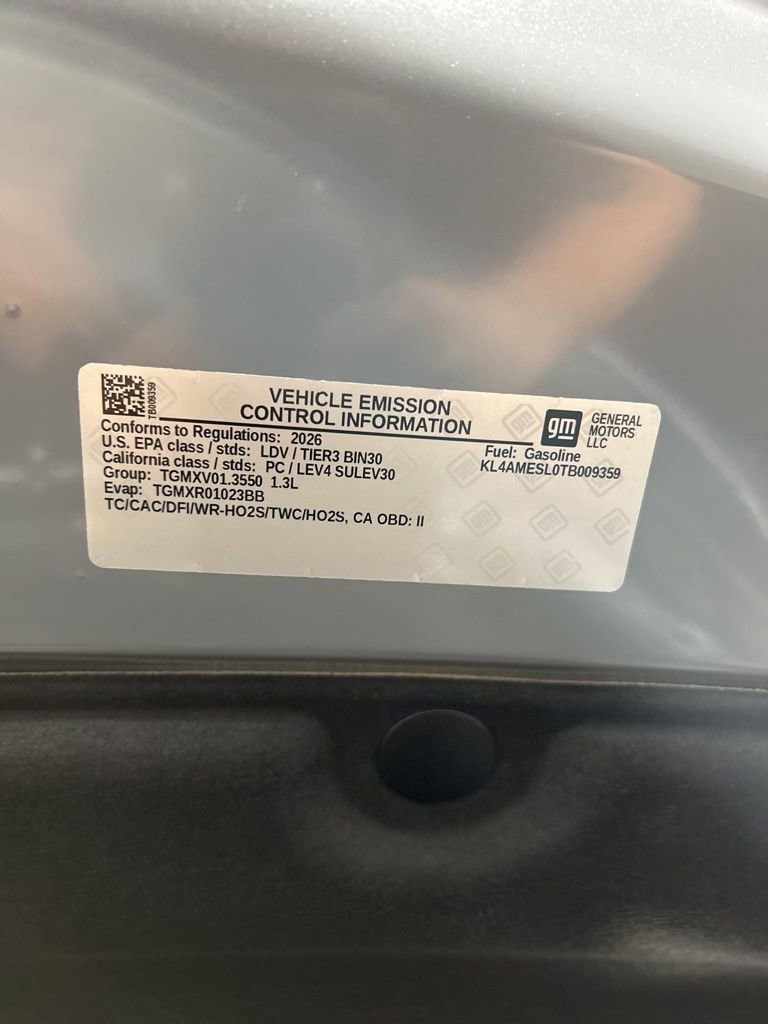 TB009359
VEHICLE EMISSION
CONTROL INFORMATION
gm
GENERAL
MOTORS
LLC
Conforms to Regulations: 2026
U.S. EPA class / stds: LDV / TIER3 BIN30
California class / stds: PC / LEV4 SULEV30
Group: TGMXV01.3550 1.3L
Evap: TGMXR01023BB
TC/CAC/DFI/WR-HO2S/TWC/HO2S, CA OBD: II
Fuel: Gasoline
KL4AMESL0TB009359